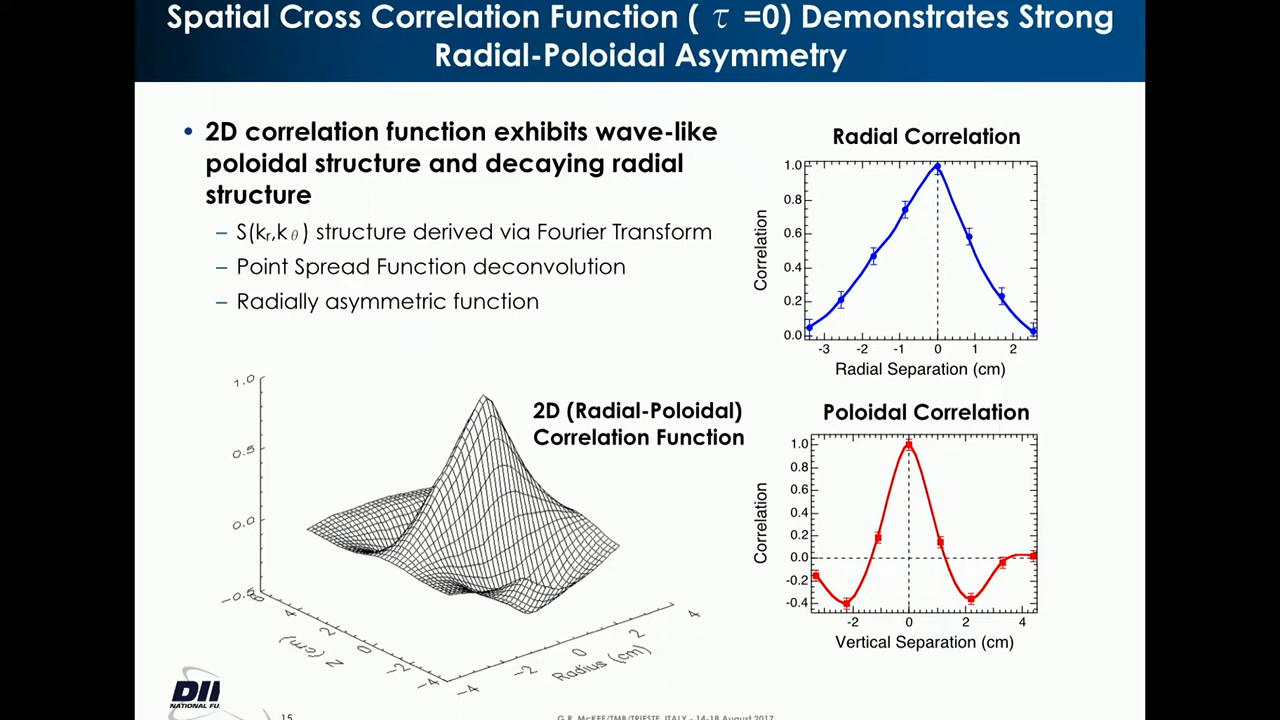 Spatial Cross Correlation Function ( τ =0) Demonstrates Strong
Radial-Poloidal Asymmetry
• 2D correlation function exhibits wave-like
poloidal structure and decaying radial
structure
– S(kr,kθ) structure derived via Fourier Transform
– Point Spread Function deconvolution
– Radially asymmetric function
Radial Correlation
1.0
0.8
0.6
0.4
0.2
0.0
Correlation
-3 -2 -1 0 1 2
Radial Separation (cm)
2D (Radial-Poloidal)
Correlation Function
1.0
0.5
0.0
-0.5
6 4 2 0 -2 -4
Z (cm)
-4 -2 0 2 4
Radius (cm)
Poloidal Correlation
1.0
0.8
0.6
0.4
0.2
0.0
-0.2
-0.4
Correlation
-2 0 2 4
Vertical Separation (cm)
DII
NATIONAL FU
15
G.R. McKEE/TMB/TRIESTE, ITALY - 14-18 August 2017